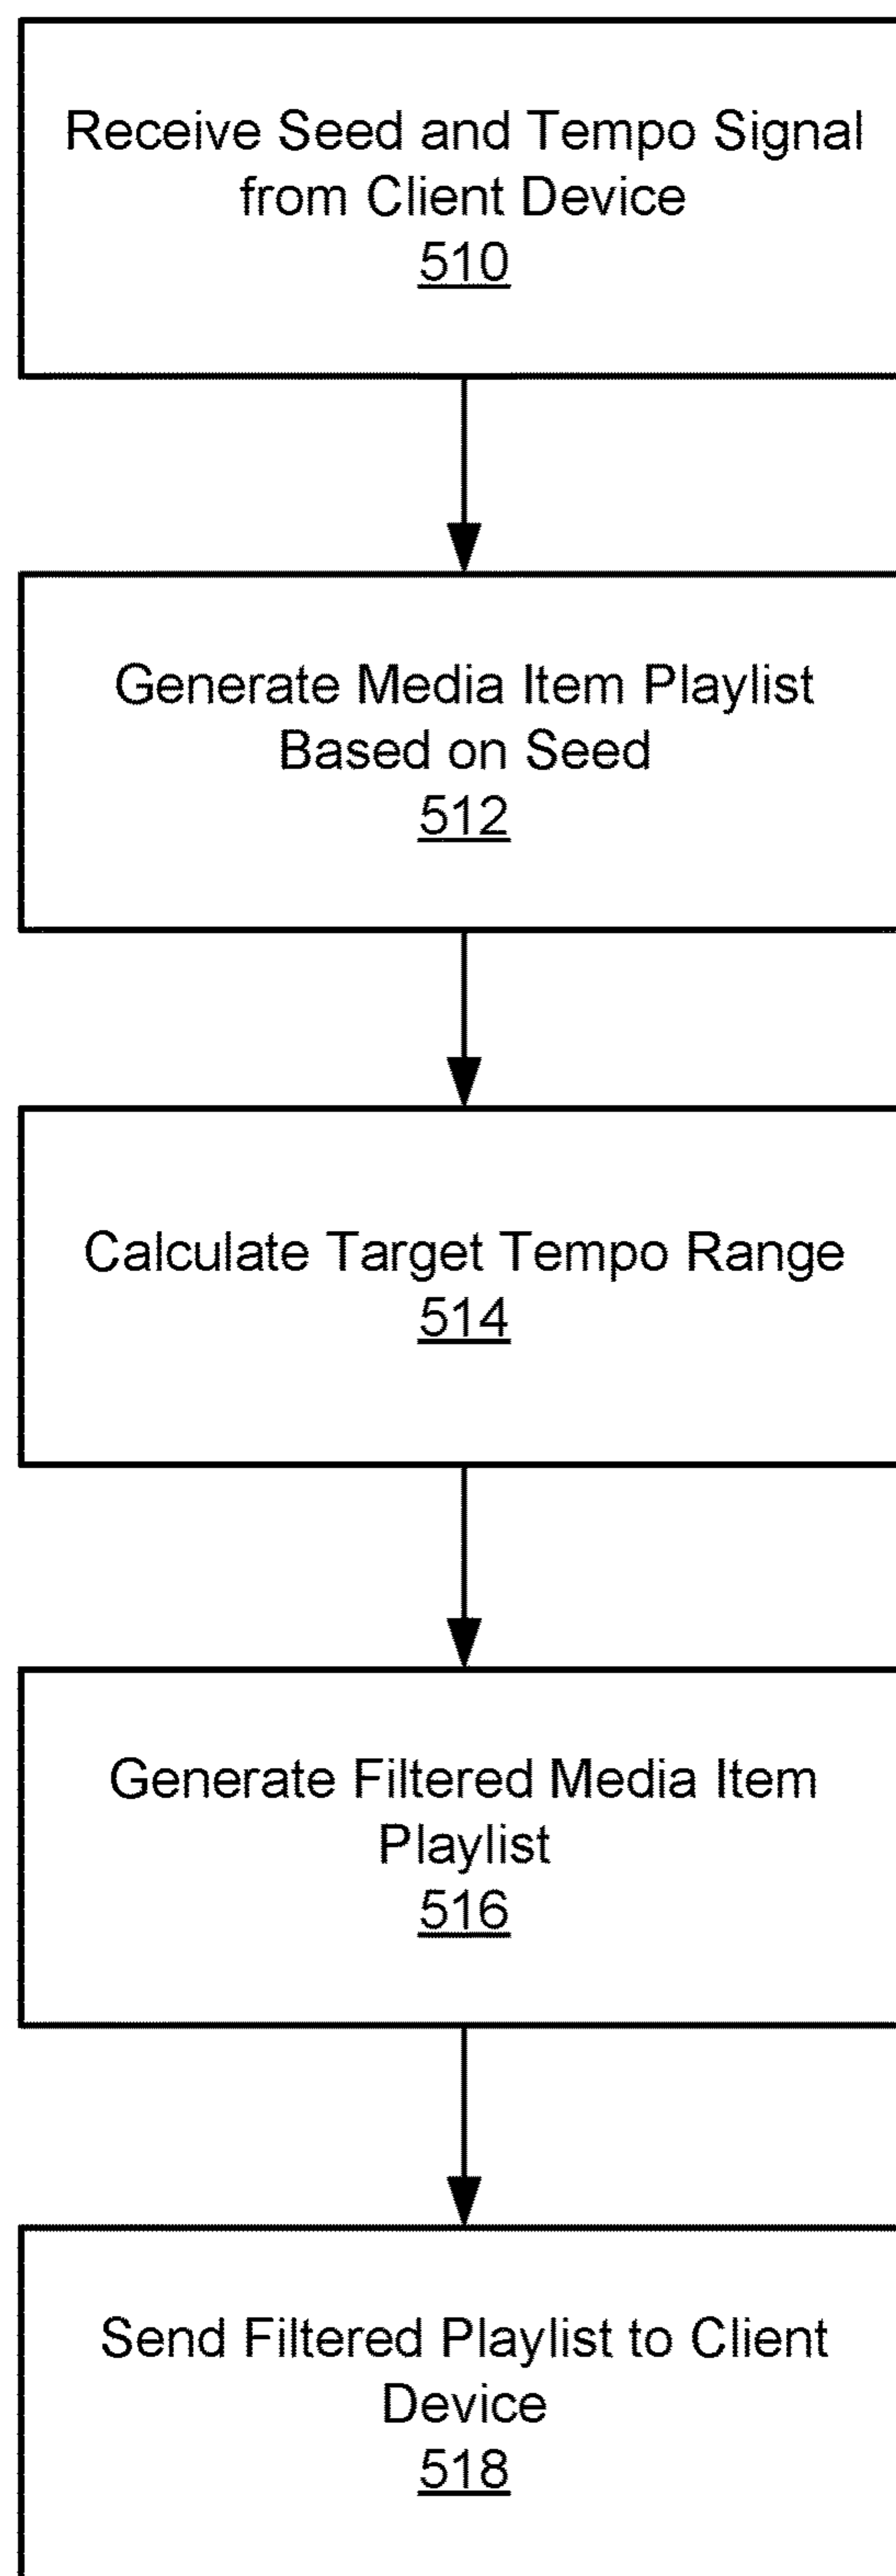 Receive Seed and Tempo Signal
from Client Device
510
Generate Media Item Playlist
Based on Seed
512
Calculate Target Tempo Range
514
Generate Filtered Media Item
Playlist
516
Send Filtered Playlist to Client
Device
518